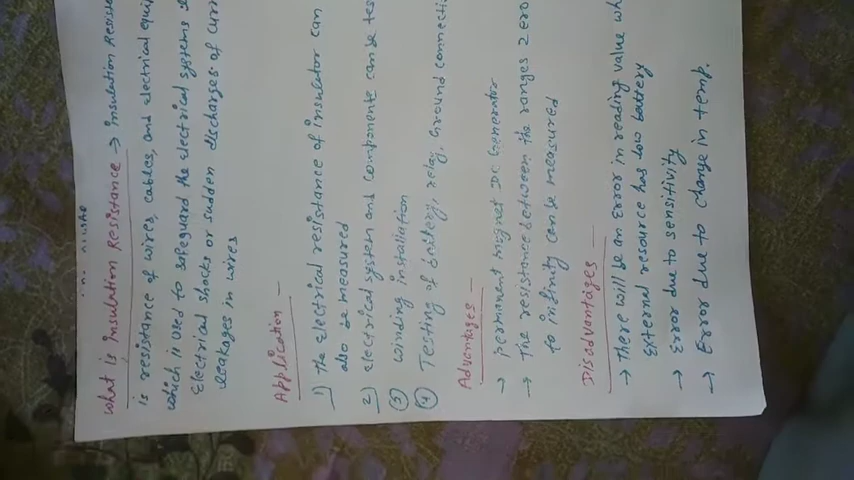 What is Insulation Resistance → Insulation Resist
is resistance of wires, cables, and electrical equip
which is used to safeguard the electrical systems
Electrical shocks or sudden discharges of curr
leakages in wires
Application -
1) the Electrical resistance of insulator can
also be measured
2) electrical system and components can be tes
③ winding installation
④ Testing of battery, relay, ground connecti
Advantages -
→ permanent magnet DC Generator
→ the resistance between the ranges zero
to infinity can be measured
Disadvantages -
→ there will be an Error in reading value wh
External resource has low battery
→ Error due to sensitivity
→ Error due to change in temp.